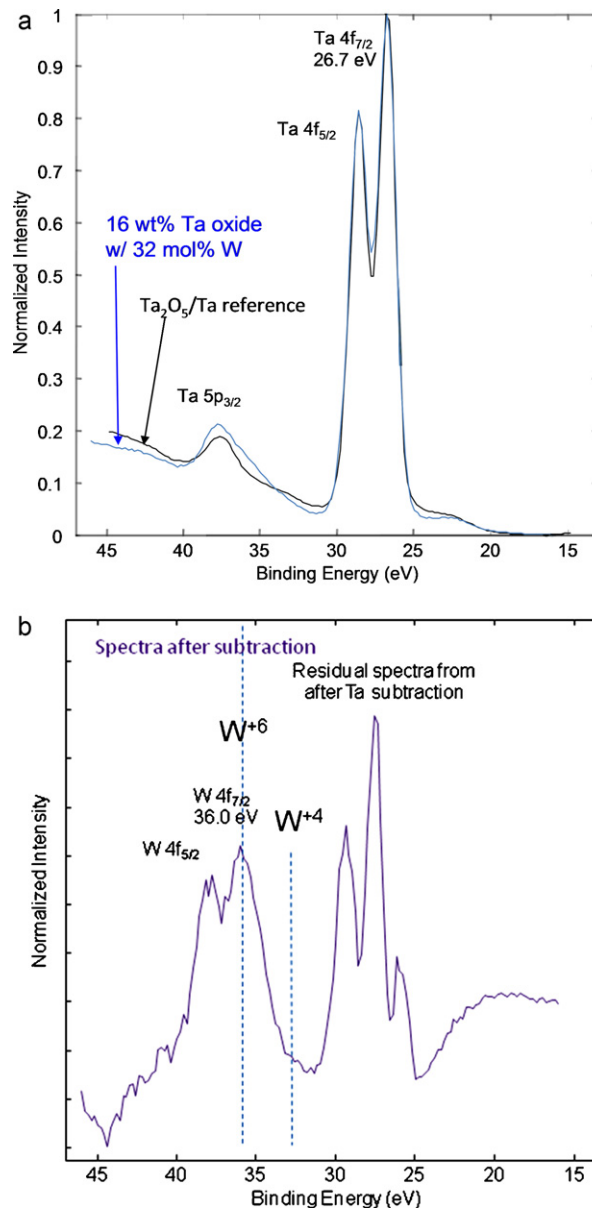 a
1
Ta 4f7/2
26.7 eV
0.9
0.8
Ta 4f5/2
0.7
16 wt% Ta oxide
w/ 32 mol% W
0.6
0.5
Ta2O5/Ta reference
0.4
0.3
Ta 5p3/2
0.2
0.1
0
45 40 35 30 25 20 15
Normalized Intensity
Binding Energy (eV)
b
Spectra after subtraction
Residual spectra from
after Ta subtraction
W+6
W 4f7/2
36.0 eV
W+4
W 4f5/2
Normalized Intensity
45 40 35 30 25 20 15
Binding Energy (eV)